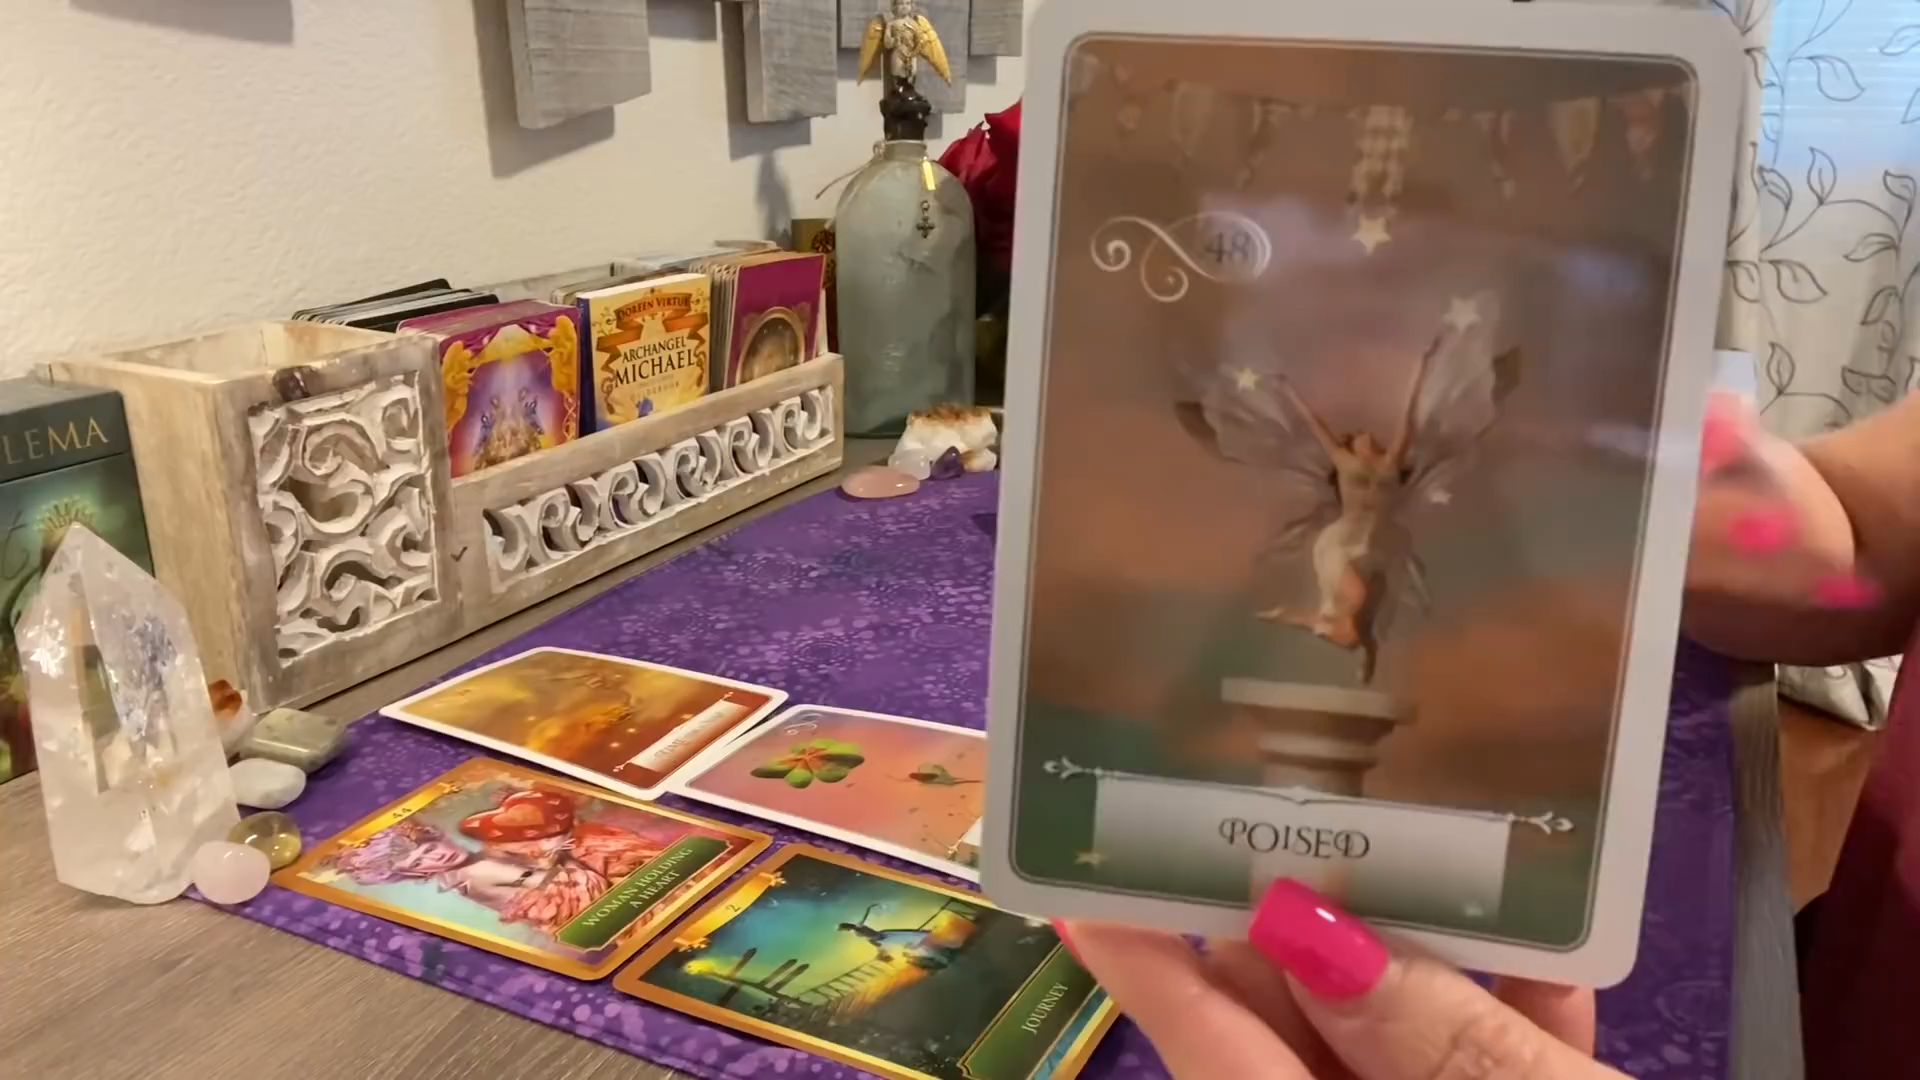 48
POISED
DOREEN VIRTUE
ARCHANGEL
MICHAEL
LEMA
44
WOMAN HOLDING
A HEART
2
JOURNEY